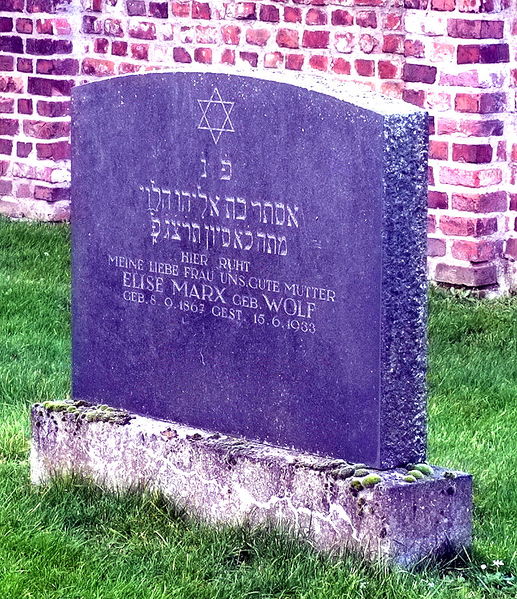 פ נ
אסתר בת אליהו הלוי
מתה כא סיון תרצג
HIER RUHT
MEINE LIEBE FRAU UNS. GUTE MUTTER
ELISE MARX GEB. WOLF
GEB. 8.9.1867 GEST. 15.6.1933